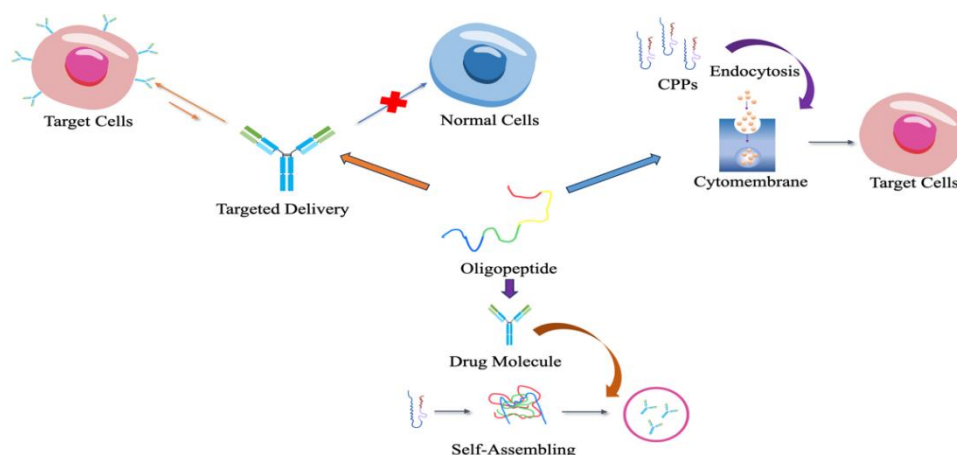 CPPs
Endocytosis
Target Cells
Normal Cells
Cytomembrane
Target Cells
Targeted Delivery
Oligopeptide
Drug Molecule
Self-Assembling